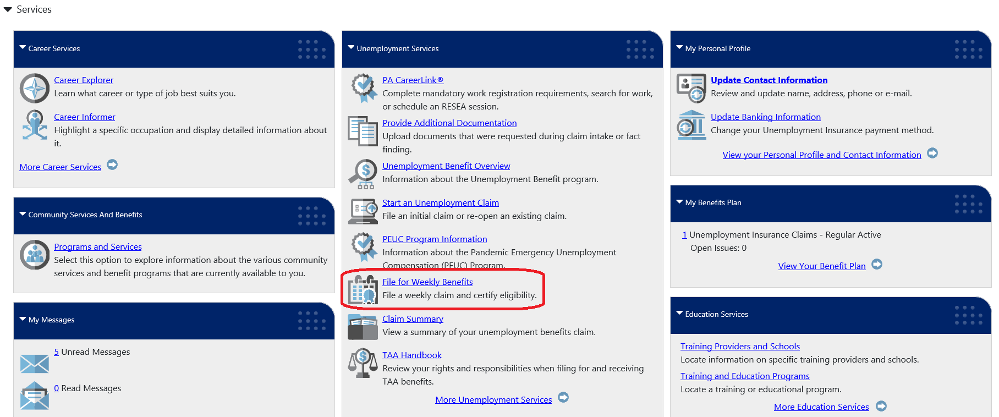 Services
Career Services
Career Explorer
Learn what career or type of job best suits you.
Career Informer
Highlight a specific occupation and display detailed information about
it.
More Career Services
Community Services And Benefits
Programs and Services
Select this option to explore information about the various community
services and benefit programs that are currently available to you.
My Messages
5 Unread Messages
0 Read Messages
Unemployment Services
PA CareerLink®
Complete mandatory work registration requirements, search for work,
or schedule an RESEA session.
Provide Additional Documentation
Upload documents that were requested during claim intake or fact
finding.
Unemployment Benefit Overview
Information about the Unemployment Benefit program.
Start an Unemployment Claim
File an initial claim or re-open an existing claim.
PEUC Program Information
Information about the Pandemic Emergency Unemployment
Compensation (PEUC) Program.
File for Weekly Benefits
File a weekly claim and certify eligibility.
Claim Summary
View a summary of your unemployment benefits claim.
TAA Handbook
Review your rights and responsibilities when filing for and receiving
TAA benefits.
More Unemployment Services
My Personal Profile
Update Contact Information
Review and update name, address, phone or e-mail.
Update Banking Information
Change your Unemployment Insurance payment method.
View your Personal Profile and Contact Information
My Benefits Plan
1 Unemployment Insurance Claims - Regular Active
Open Issues: 0
View Your Benefit Plan
Education Services
Training Providers and Schools
Locate information on specific training providers and schools.
Training and Education Programs
Locate a training or educational program.
More Education Services